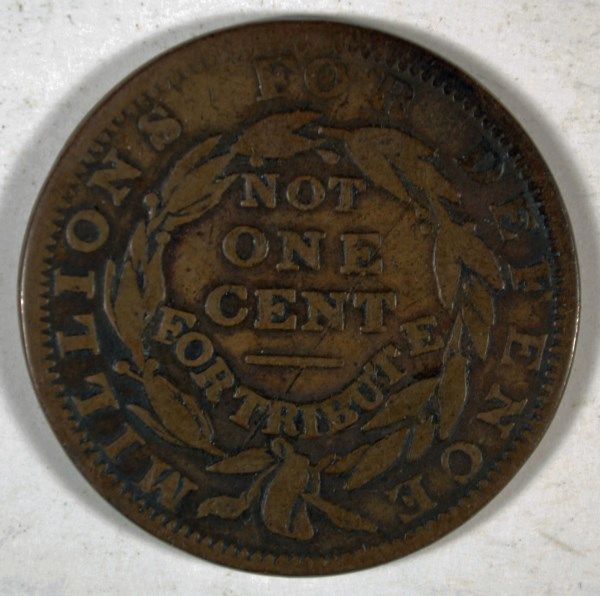 MILLIONS FOR DEFENCE
NOT
ONE
CENT
FOR TRIBUTE